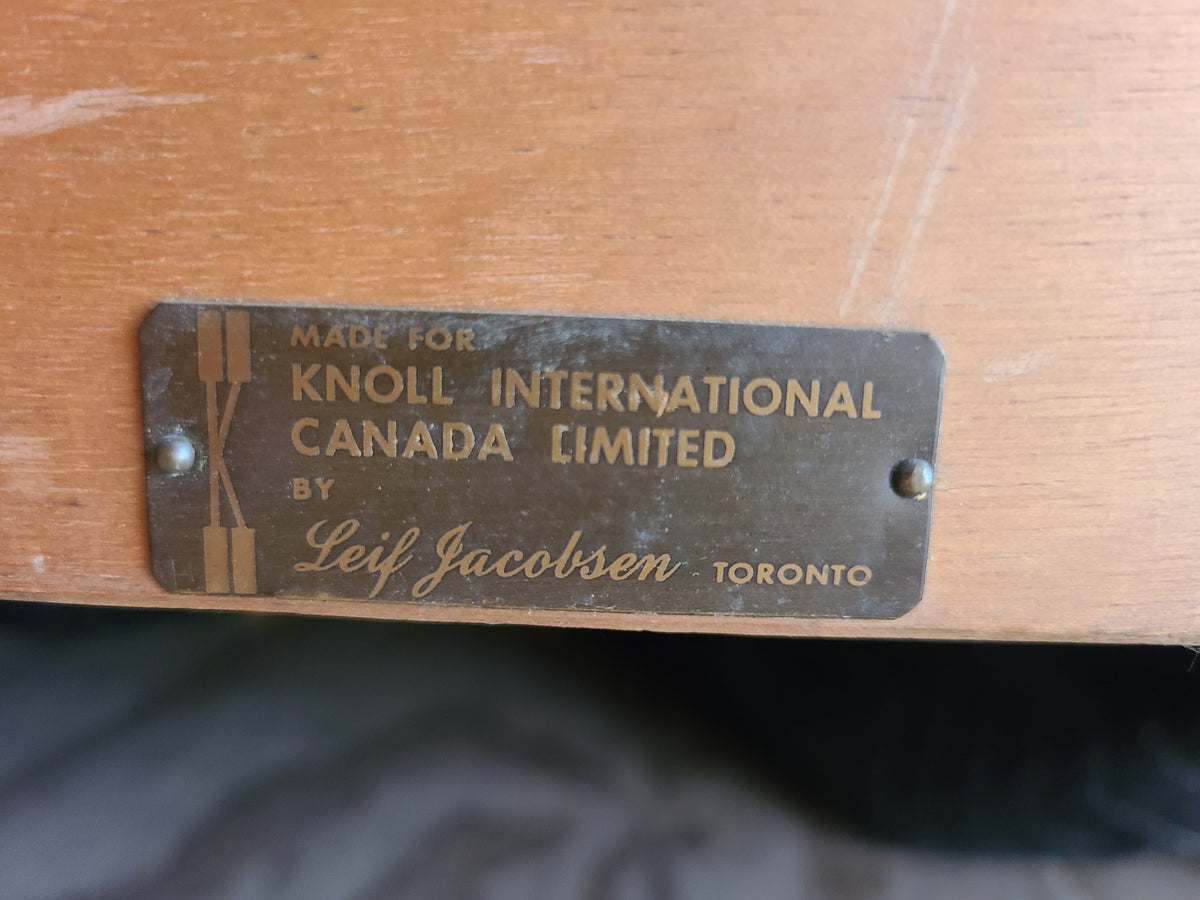 MADE FOR
KNOLL INTERNATIONAL
CANADA LIMITED
BY
Leif Jacobsen TORONTO